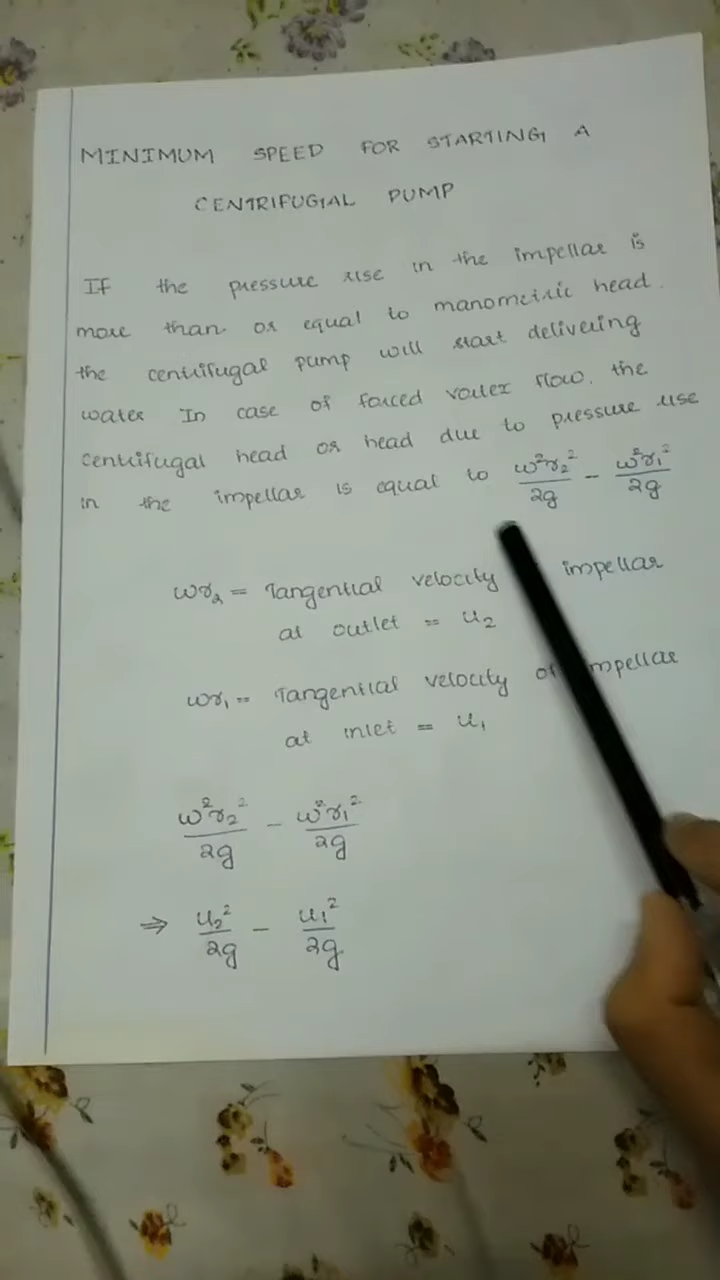 MINIMUM SPEED FOR STARTING A
CENTRIFUGAL PUMP
If the pressure rise in the impellar is
more than or equal to manometric head.
the centrifugal pump will start delivering
water In case of forced vortex flow. the
centrifugal head or head due to pressure rise
in the impellar is equal to ω²r₂²/2g - ω²r₁²/2g
ωr₂ = Tangential velocity impellar
at outlet = u₂
ωr₁ = Tangential velocity of impellar
at inlet = u₁
ω²r₂²/2g - ω²r₁²/2g
⇒ u₂²/2g - u₁²/2g